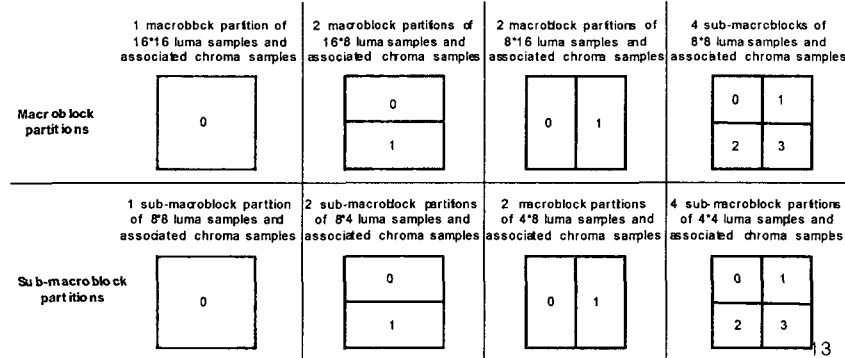 1 macrobbck partition of
16*16 luma samples and
associated chroma samples
2 macroblock partitions of
16*8 luma samples and
associated chroma samples
2 macroblock partitions of
8*16 luma samples and
associated chroma samples
4 sub-macroblocks of
8*8 luma samples and
associated chroma samples
Macroblock
partitions
0
0
1
0
1
0
1
2
3
1 sub-macroblock partition
of 8*8 luma samples and
associated chroma samples
2 sub-macroblock partitions
of 8*4 luma samples and
associated chroma samples
2 macroblock partitions
of 4*8 luma samples and
associated chroma samples
4 sub-macroblock partitions
of 4*4 luma samples and
associated chroma samples
Sub-macroblock
partitions
0
0
1
0
1
0
1
2
3
13